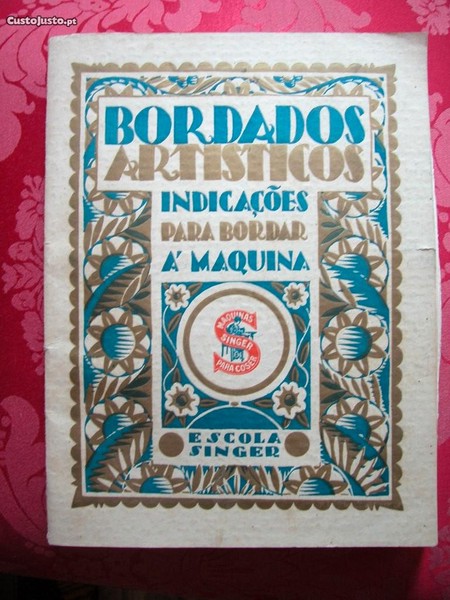 CustoJusto.pt
BORDADOS
ARTISTICOS
INDICAÇÕES
PARA BORDAR
Á MAQUINA
MAQUINAS
SINGER
PARA COSER
ESCOLA
SINGER